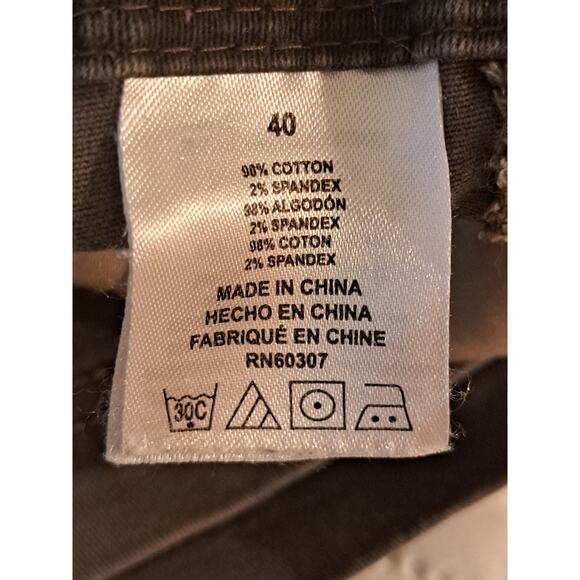 40
98% COTTON
2% SPANDEX
98% ALGODÓN
2% SPANDEX
98% COTON
2% SPANDEX
MADE IN CHINA
HECHO EN CHINA
FABRIQUÉ EN CHINE
RN60307
30C